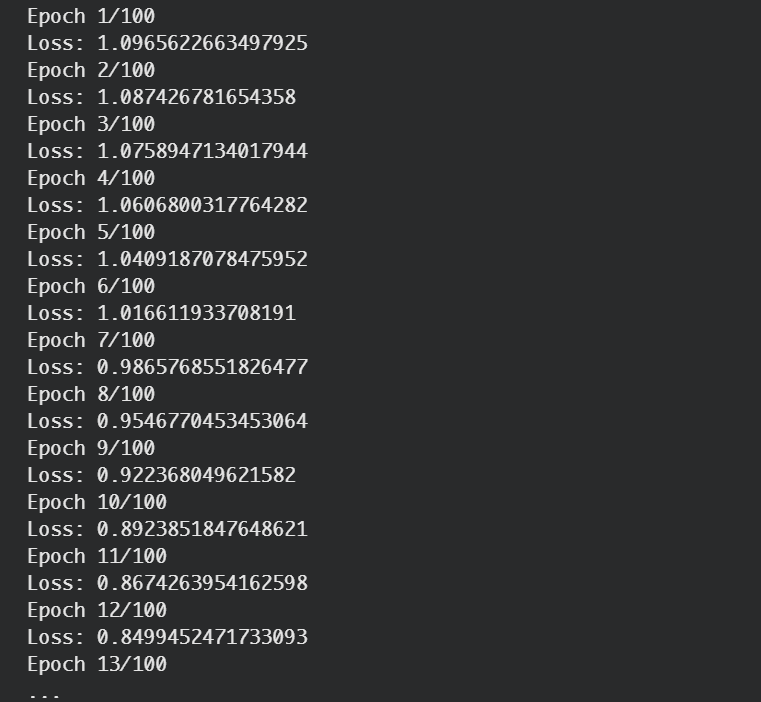 Epoch 1/100
Loss: 1.0965622663497925
Epoch 2/100
Loss: 1.087426781654358
Epoch 3/100
Loss: 1.0758947134017944
Epoch 4/100
Loss: 1.0606800317764282
Epoch 5/100
Loss: 1.0409187078475952
Epoch 6/100
Loss: 1.016611933708191
Epoch 7/100
Loss: 0.9865768551826477
Epoch 8/100
Loss: 0.9546770453453064
Epoch 9/100
Loss: 0.922368049621582
Epoch 10/100
Loss: 0.8923851847648621
Epoch 11/100
Loss: 0.8674263954162598
Epoch 12/100
Loss: 0.8499452471733093
Epoch 13/100
...